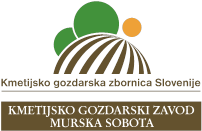 Kmetijsko gozdarska zbornica Slovenije
KMETIJSKO GOZDARSKI ZAVOD
MURSKA SOBOTA